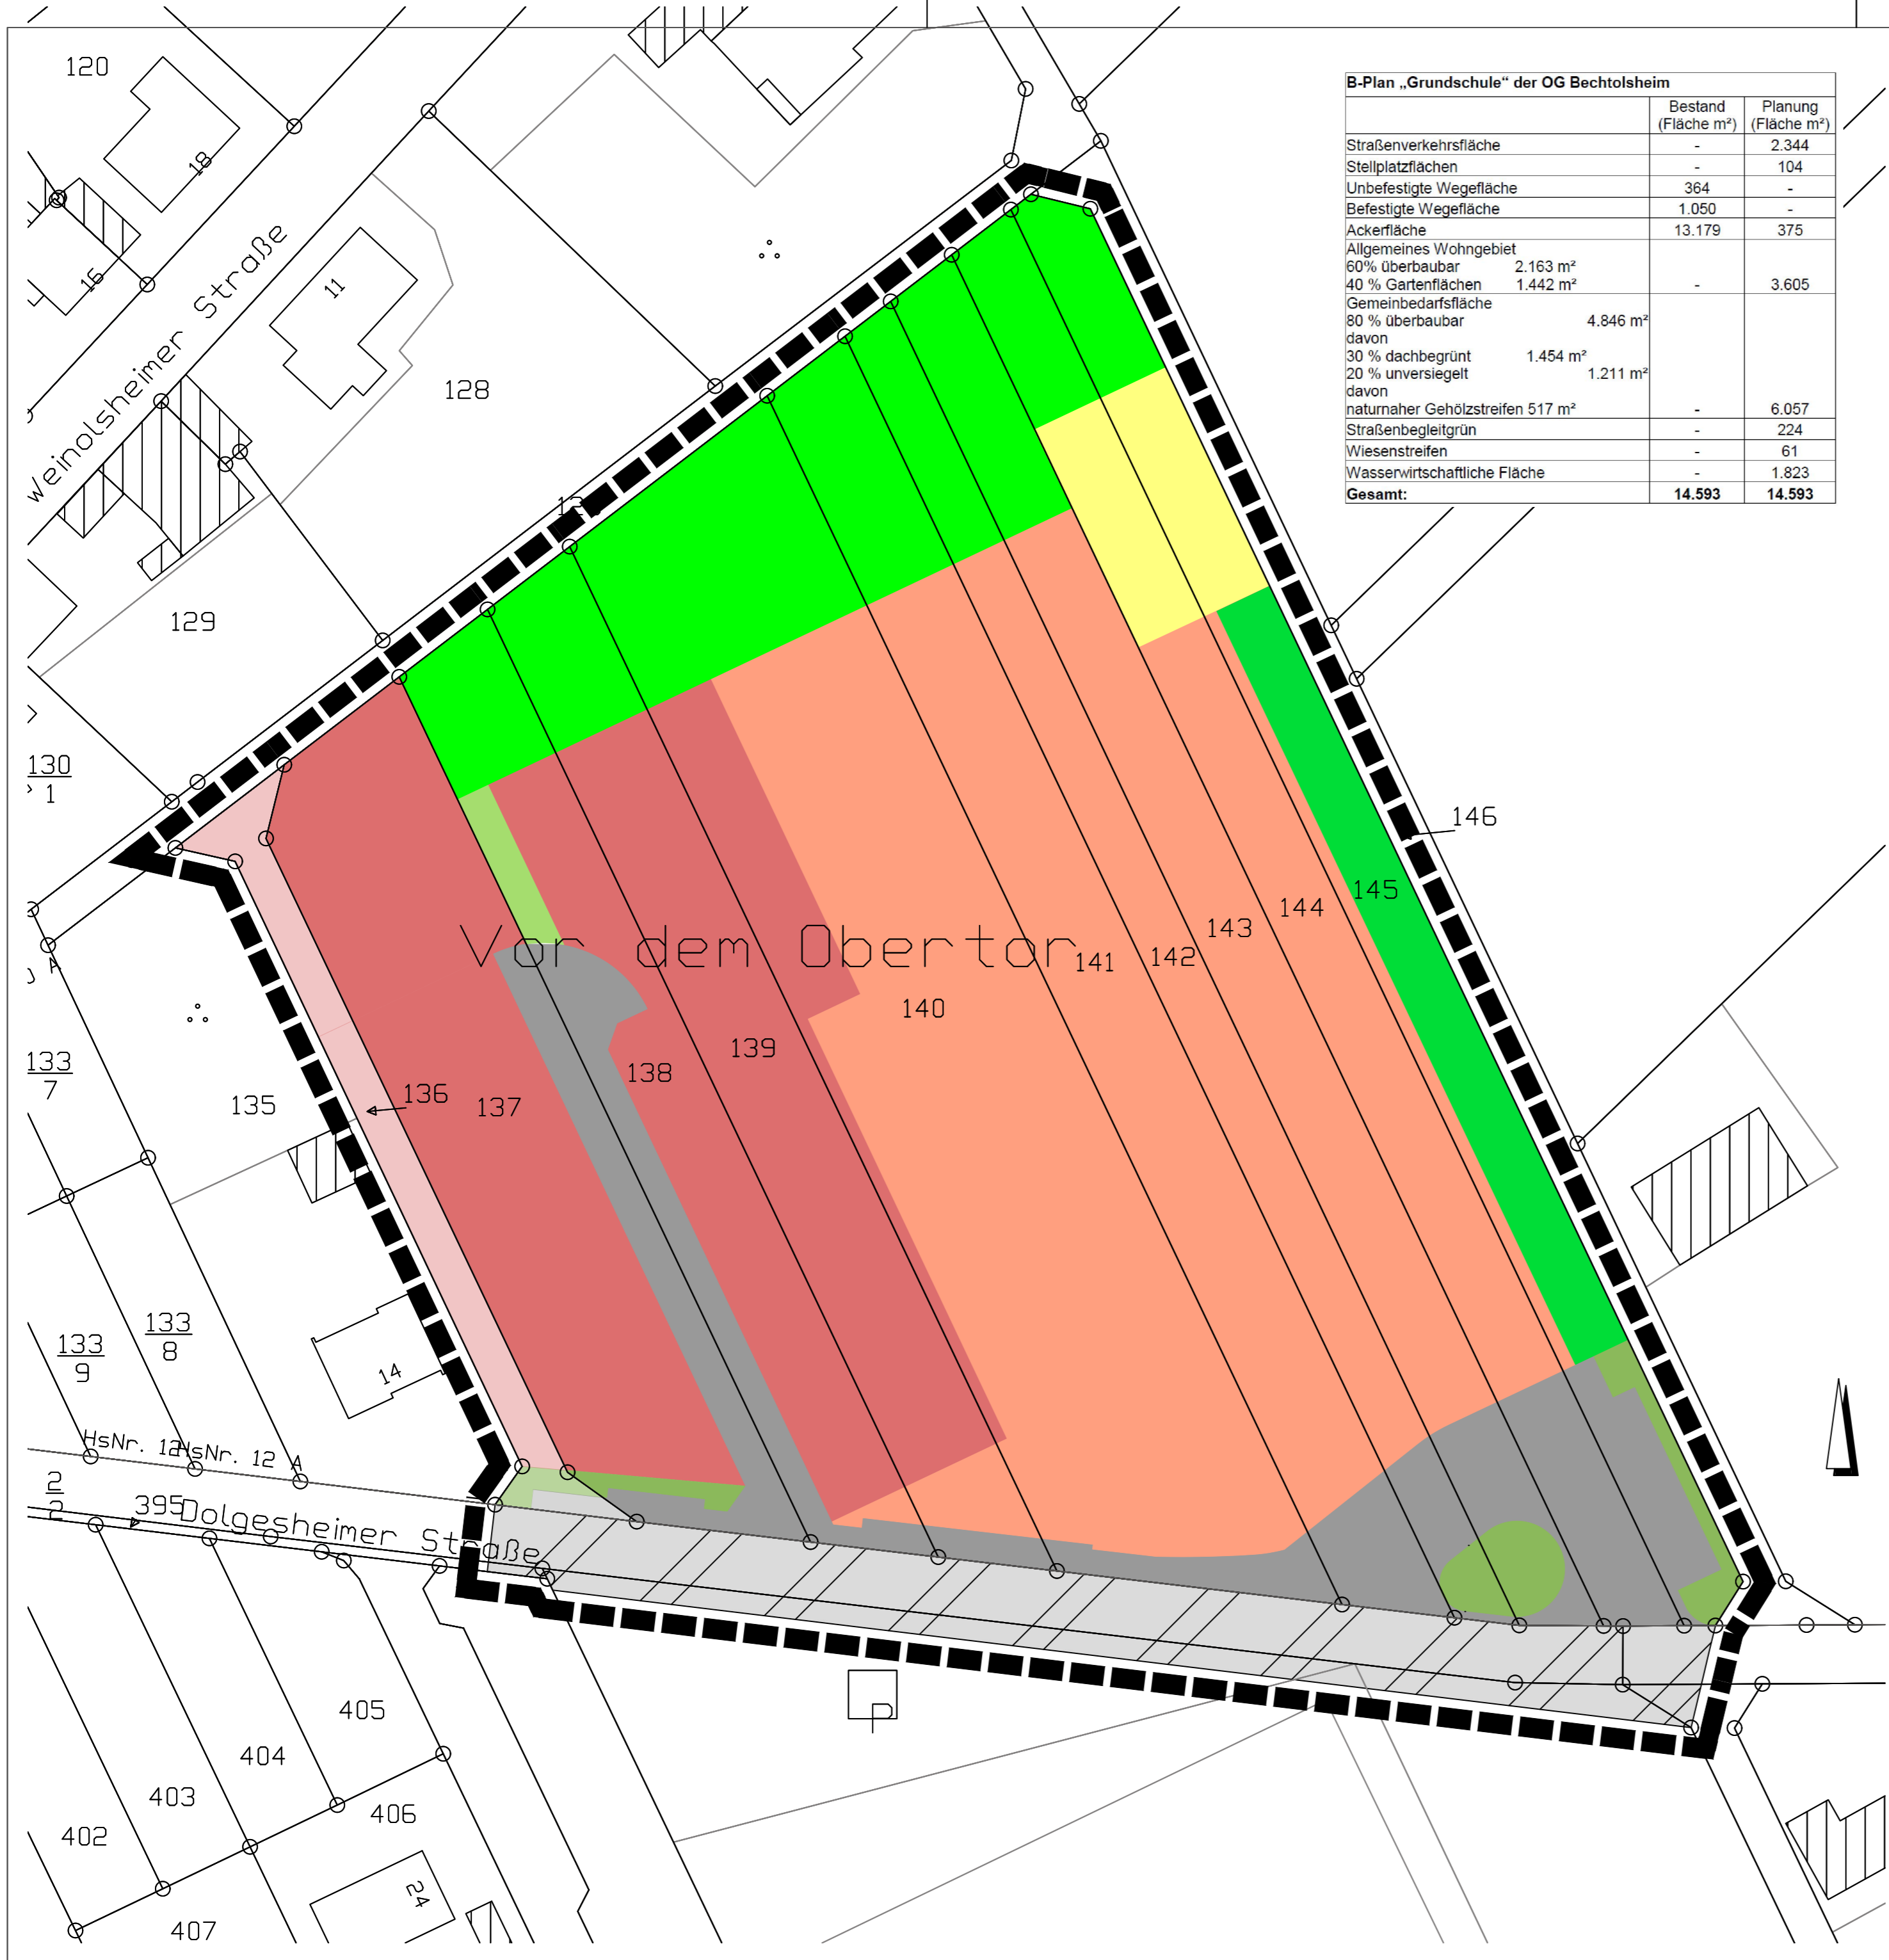 B-Plan „Grundschule“ der OG Bechtolsheim
Bestand (Fläche m²) Planung (Fläche m²)
Straßenverkehrsfläche - 2.344
Stellplatzflächen - 104
Unbefestigte Wegefläche 364 -
Befestigte Wegefläche 1.050 -
Ackerfläche 13.179 375
Allgemeines Wohngebiet
60% überbaubar 2.163 m²
40 % Gartenflächen 1.442 m² - 3.605
Gemeinbedarfsfläche
80 % überbaubar 4.846 m²
davon
30 % dachbegrünt 1.454 m²
20 % unversiegelt 1.211 m²
davon
naturnaher Gehölzstreifen 517 m² - 6.057
Straßenbegleitgrün - 224
Wiesenstreifen - 61
Wasserwirtschaftliche Fläche - 1.823
Gesamt: 14.593 14.593
120
18
16
Weinolsheimer Straße
11
128
129
130
1
146
145
144
143
142
141
Vor dem Obertor
140
139
138
137
136
135
133
7
133
8
133
9
14
HsNr. 12
HsNr. 12 A
2
2
395
Dolgesheimer Straße
P
405
404
403
402
406
24
407